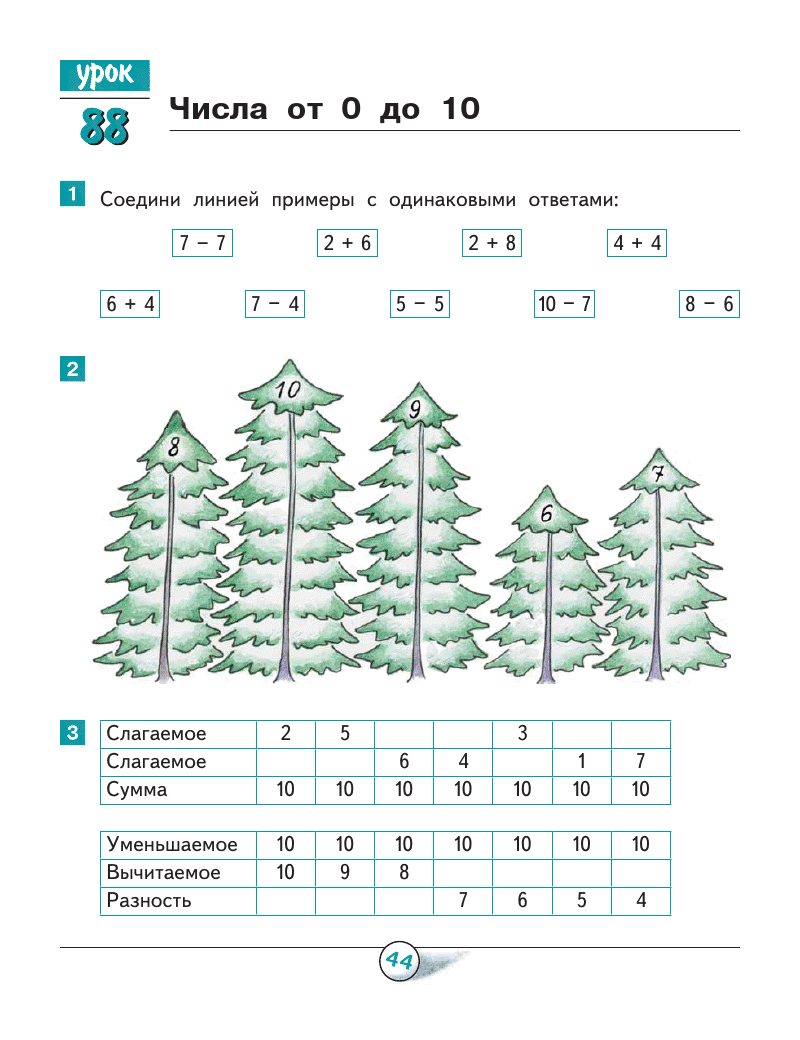 урок
88
Числа от 0 до 10
1 Соедини линией примеры с одинаковыми ответами:
7 – 7 2 + 6 2 + 8 4 + 4
6 + 4 7 – 4 5 – 5 10 – 7 8 – 6
2
8 10 9 6 7
3
Слагаемое 2 5 3
Слагаемое 6 4 1 7
Сумма 10 10 10 10 10 10 10
Уменьшаемое 10 10 10 10 10 10 10
Вычитаемое 10 9 8
Разность 7 6 5 4
44